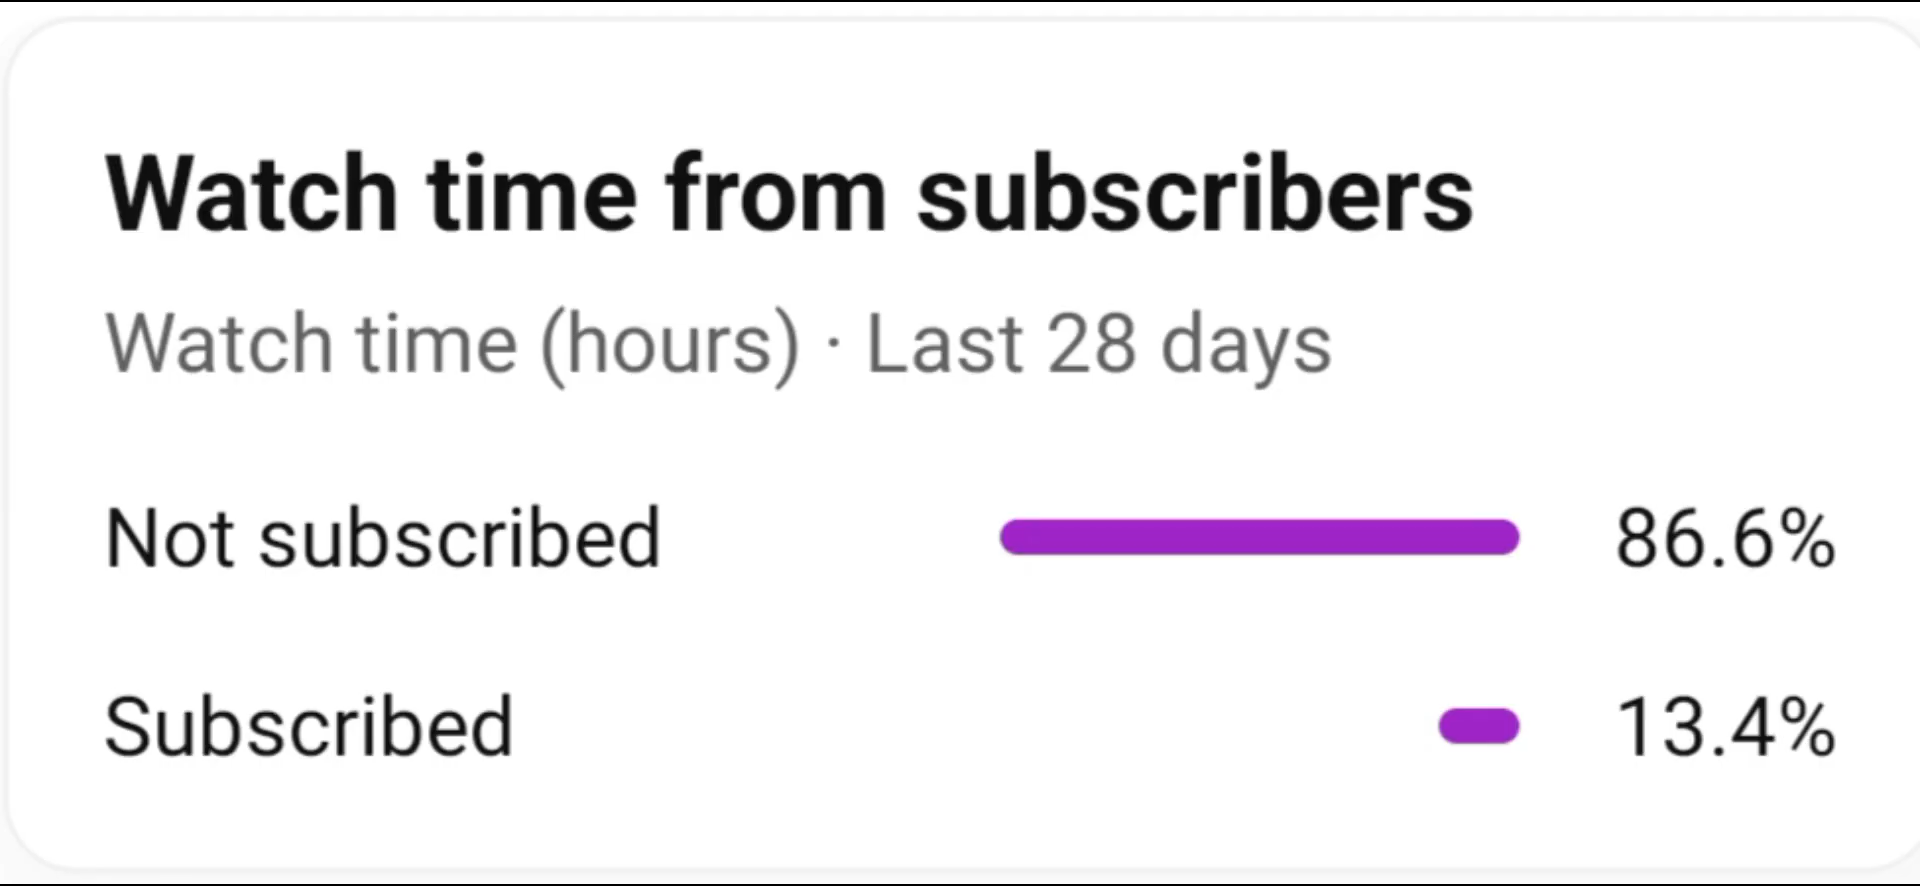 Watch time from subscribers
Watch time (hours) · Last 28 days
Not subscribed 86.6%
Subscribed 13.4%